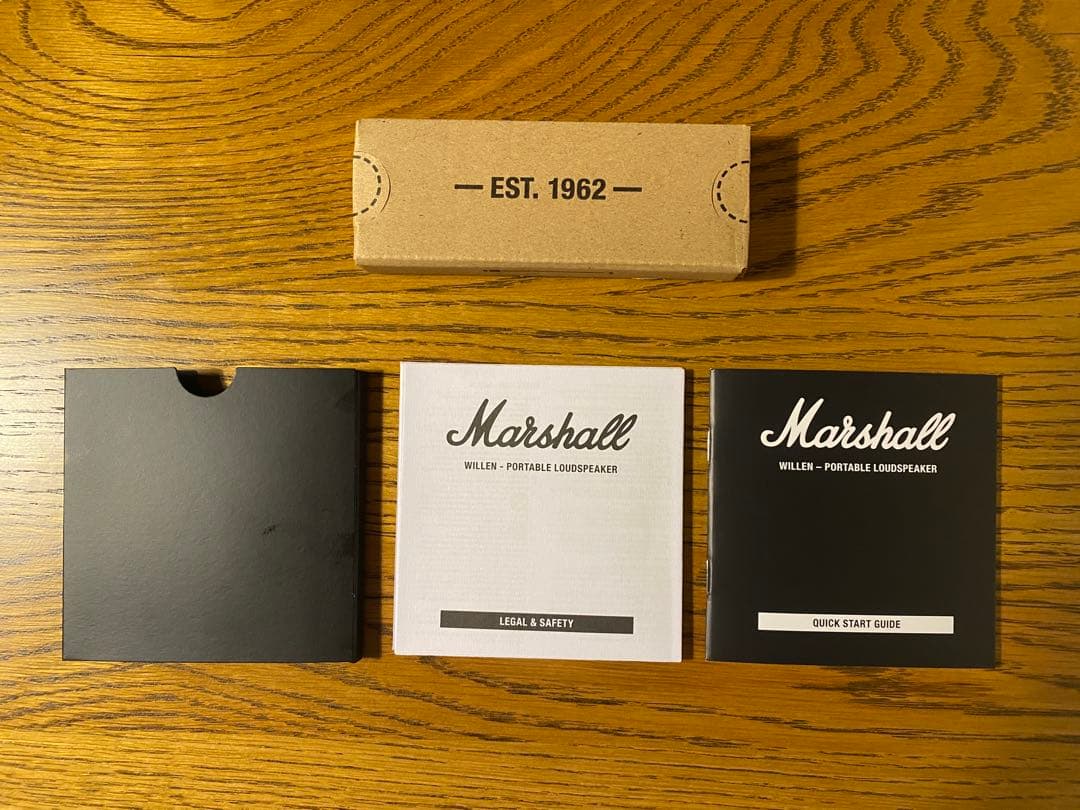 — EST. 1962 —
Marshall
WILLEN - PORTABLE LOUDSPEAKER
LEGAL & SAFETY
Marshall
WILLEN – PORTABLE LOUDSPEAKER
QUICK START GUIDE